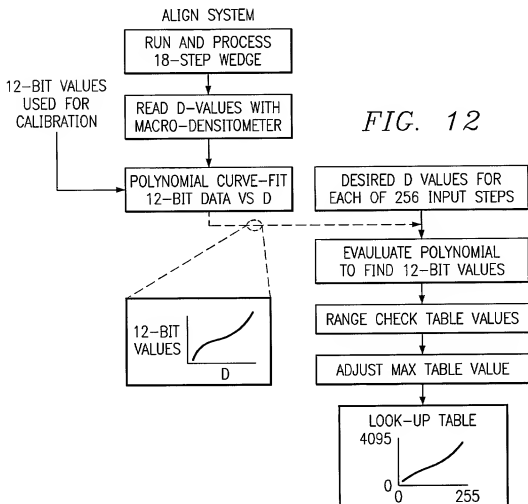 ALIGN SYSTEM
RUN AND PROCESS
18-STEP WEDGE
12-BIT VALUES
USED FOR
CALIBRATION
READ D-VALUES WITH
MACRO-DENSITOMETER
FIG. 12
POLYNOMIAL CURVE-FIT
12-BIT DATA VS D
DESIRED D VALUES FOR
EACH OF 256 INPUT STEPS
EVAULUATE POLYNOMIAL
TO FIND 12-BIT VALUES
12-BIT
VALUES
D
RANGE CHECK TABLE VALUES
ADJUST MAX TABLE VALUE
LOOK-UP TABLE
4095
0
0
255